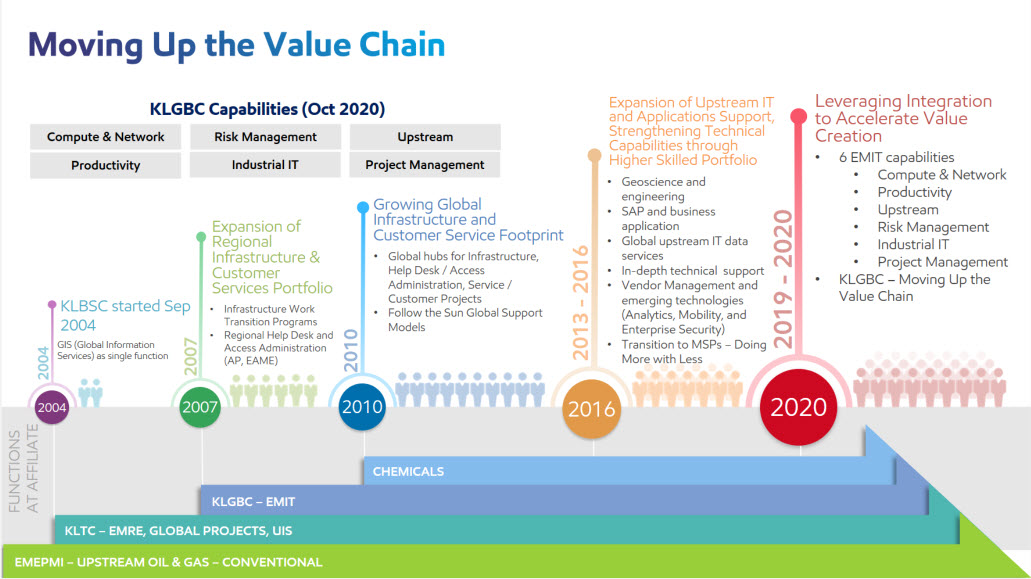 Moving Up the Value Chain
KLGBC Capabilities (Oct 2020)
Compute & Network
Risk Management
Upstream
Productivity
Industrial IT
Project Management
KLBSC started Sep
2004
GIS (Global Information
Services) as single function
2004
2004
Expansion of
Regional
Infrastructure &
Customer
Services Portfolio
• Infrastructure Work
Transition Programs
• Regional Help Desk and
Access Administration
(AP, EAME)
2007
2007
Growing Global
Infrastructure and
Customer Service Footprint
• Global hubs for Infrastructure,
Help Desk / Access
Administration, Service /
Customer Projects
• Follow the Sun Global Support
Models
2010
2010
Expansion of Upstream IT
and Applications Support,
Strengthening Technical
Capabilities through
Higher Skilled Portfolio
• Geoscience and
engineering
• SAP and business
application
• Global upstream IT data
services
• In-depth technical support
• Vendor Management and
emerging technologies
(Analytics, Mobility, and
Enterprise Security)
• Transition to MSPs – Doing
More with Less
2013 - 2016
2016
Leveraging Integration
to Accelerate Value
Creation
• 6 EMIT capabilities
• Compute & Network
• Productivity
• Upstream
• Risk Management
• Industrial IT
• Project Management
• KLGBC – Moving Up the
Value Chain
2019 - 2020
2020
FUNCTIONS
AT AFFILIATE
CHEMICALS
KLGBC – EMIT
KLTC – EMRE, GLOBAL PROJECTS, UIS
EMEPMI – UPSTREAM OIL & GAS – CONVENTIONAL